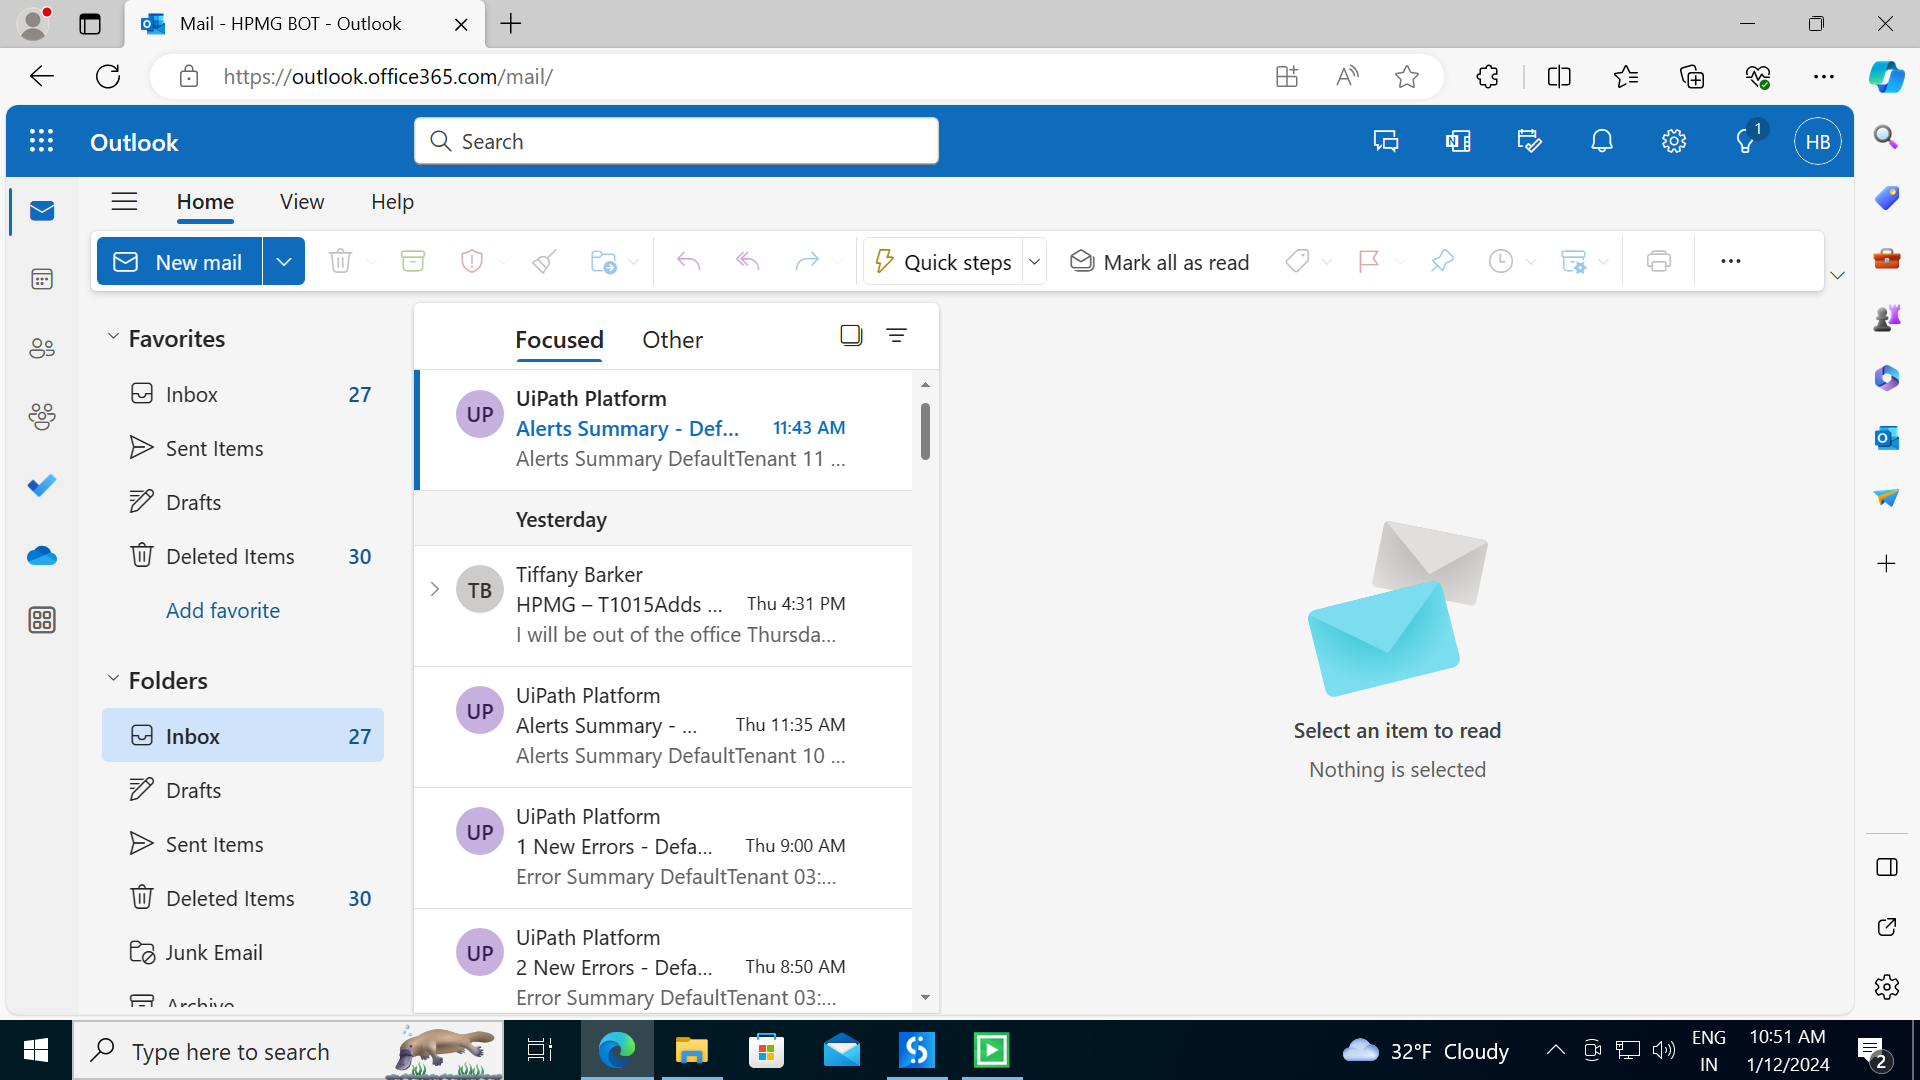 Mail - HPMG BOT - Outlook
https://outlook.office365.com/mail/
Outlook
Search
1
HB
Home View Help
New mail
Quick steps
Mark all as read
Favorites
Inbox 27
Sent Items
Drafts
Deleted Items 30
Add favorite
Folders
Inbox 27
Drafts
Sent Items
Deleted Items 30
Junk Email
Archive
Focused Other
UP
UiPath Platform
Alerts Summary - Def... 11:43 AM
Alerts Summary DefaultTenant 11 ...
Yesterday
TB
Tiffany Barker
HPMG – T1015Adds ... Thu 4:31 PM
I will be out of the office Thursda...
UP
UiPath Platform
Alerts Summary - ... Thu 11:35 AM
Alerts Summary DefaultTenant 10 ...
UP
UiPath Platform
1 New Errors - Defa... Thu 9:00 AM
Error Summary DefaultTenant 03:...
UP
UiPath Platform
2 New Errors - Defa... Thu 8:50 AM
Error Summary DefaultTenant 03:...
Select an item to read
Nothing is selected
Type here to search
32°F Cloudy
ENG
IN
10:51 AM
1/12/2024
2